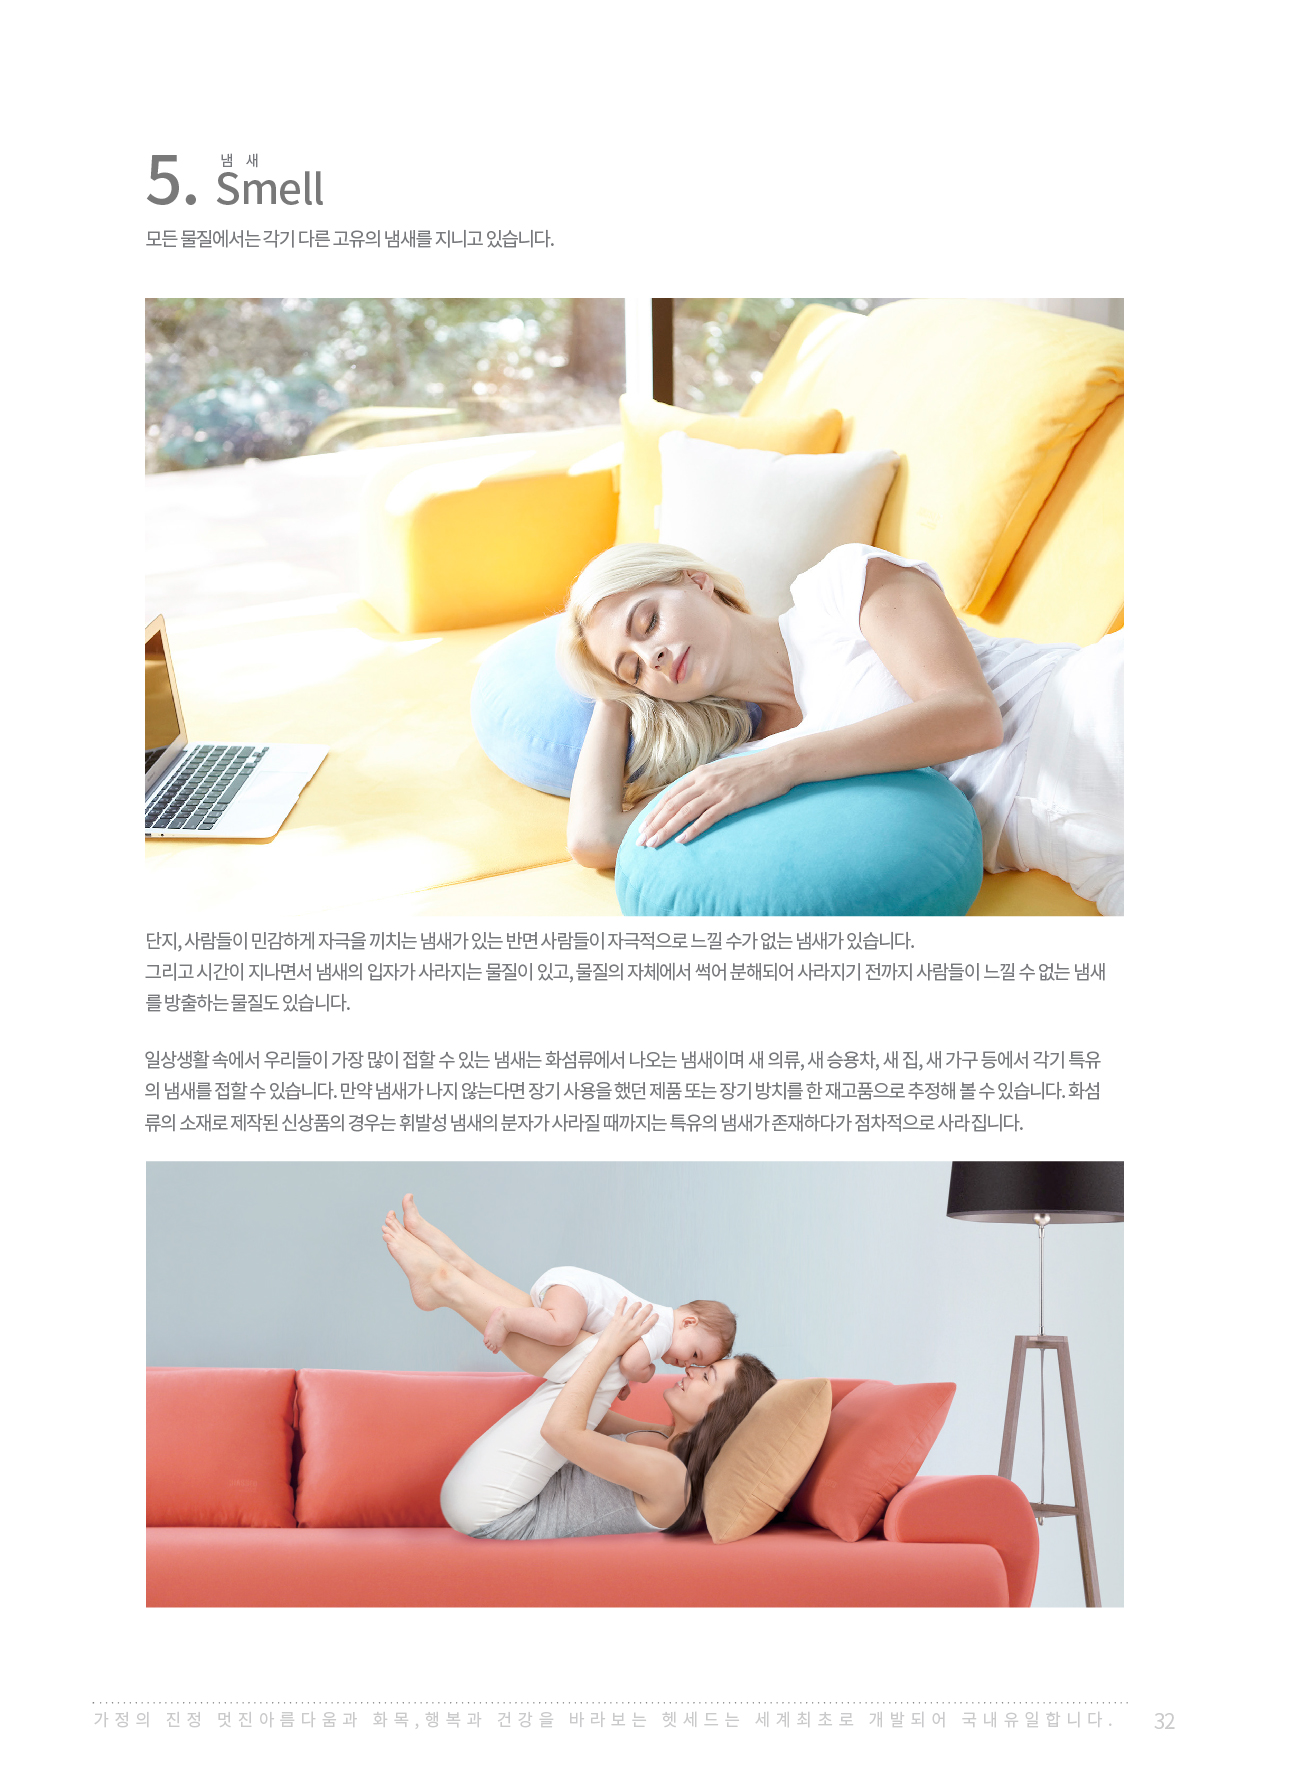 5. 냄 새
Smell
모든 물질에서는 각기 다른 고유의 냄새를 지니고 있습니다.
단지, 사람들이 민감하게 자극을 끼치는 냄새가 있는 반면 사람들이 자극적으로 느낄 수가 없는 냄새가 있습니다.
그리고 시간이 지나면서 냄새의 입자가 사라지는 물질이 있고, 물질의 자체에서 썩어 분해되어 사라지기 전까지 사람들이 느낄 수 없는 냄새
를 방출하는 물질도 있습니다.
일상생활 속에서 우리들이 가장 많이 접할 수 있는 냄새는 화섬류에서 나오는 냄새이며 새 의류, 새 승용차, 새 집, 새 가구 등에서 각기 특유
의 냄새를 접할 수 있습니다. 만약 냄새가 나지 않는다면 장기 사용을 했던 제품 또는 장기 방치를 한 재고품으로 추정해 볼 수 있습니다. 화섬
류의 소재로 제작된 신상품의 경우는 휘발성 냄새의 분자가 사라질 때까지는 특유의 냄새가 존재하다가 점차적으로 사라집니다.
가정의 진정 멋진아름다움과 화목,행복과 건강을 바라보는 헷세드는 세계최초로 개발되어 국내유일합니다.
32